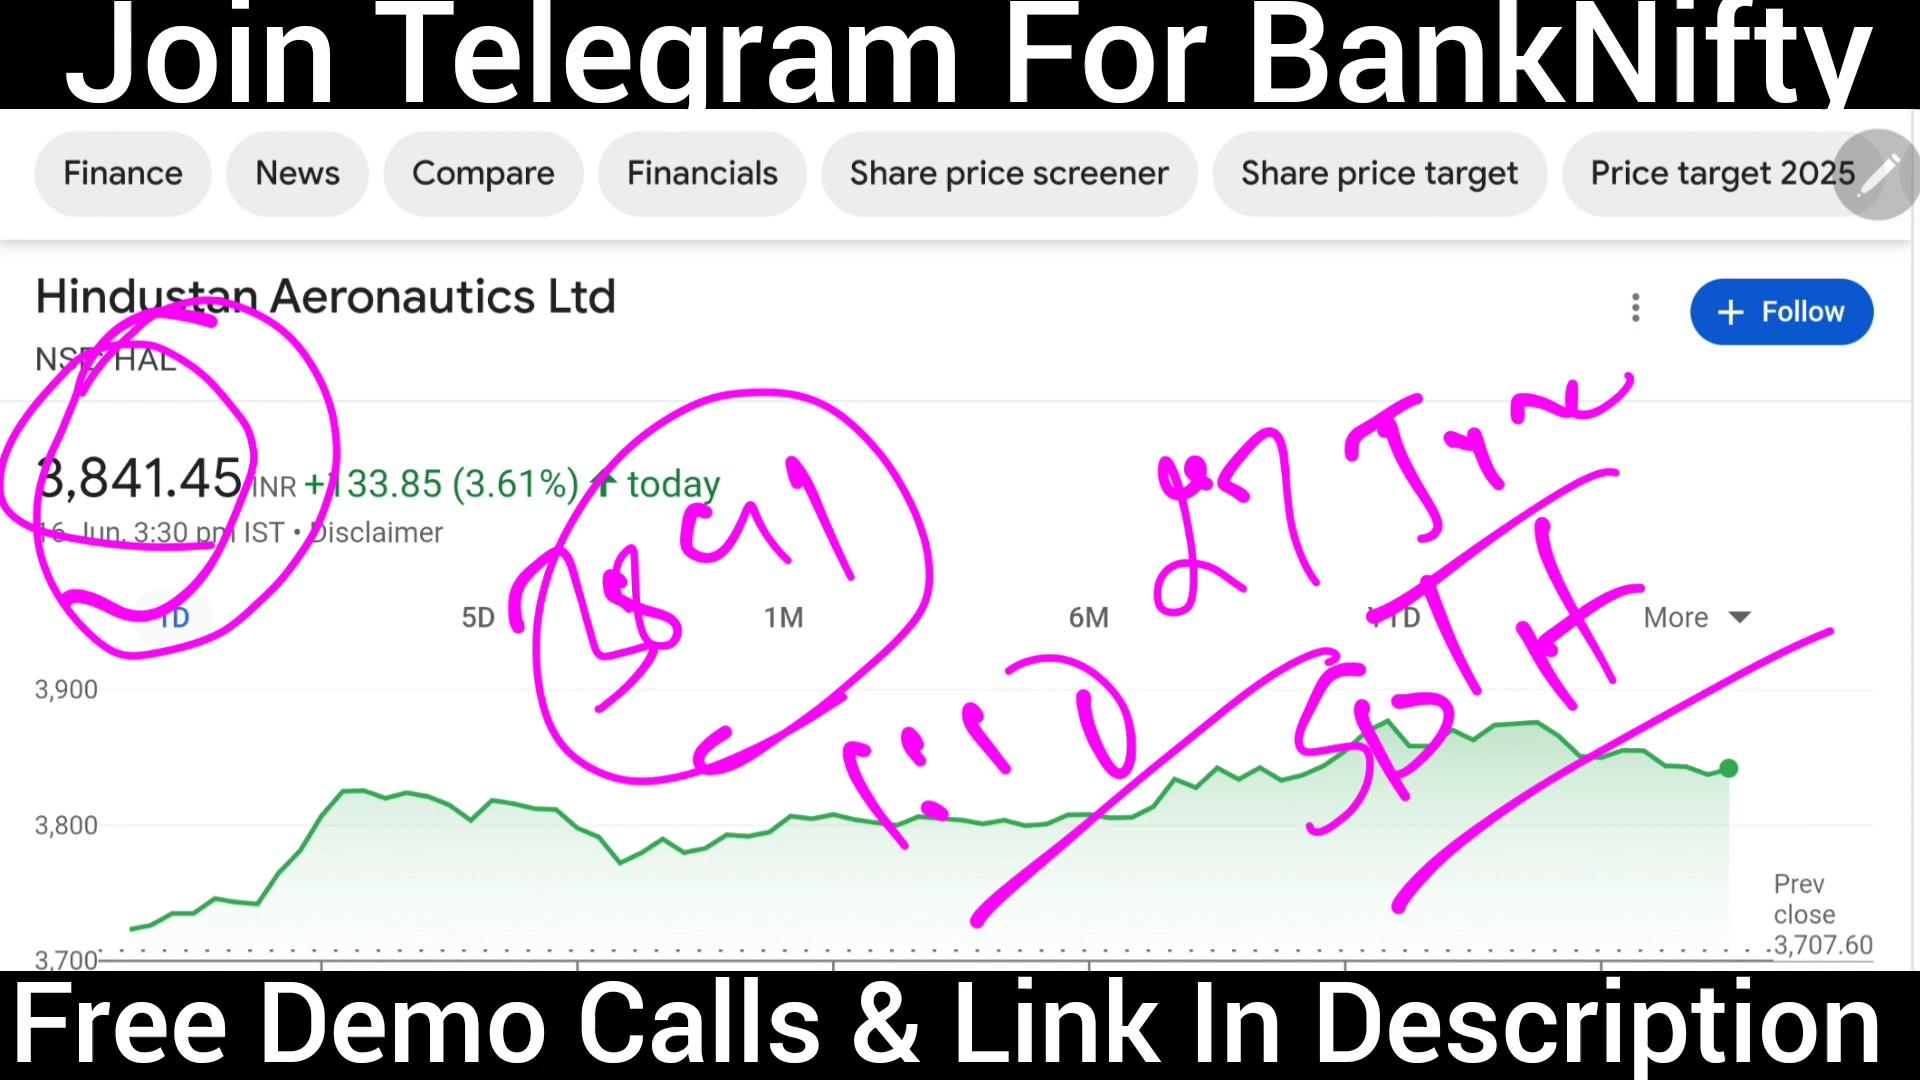 Join Telegram For BankNifty
Finance News Compare Financials Share price screener Share price target Price target 2025
Hindustan Aeronautics Ltd
NSE: HAL
+ Follow
3,841.45 INR +133.85 (3.61%) ↑ today
16 Jun, 3:30 pm IST • Disclaimer
1D 5D 1M 6M YTD More
27 June
3,900
3,800
3,700
Prev
close
3,707.60
Free Demo Calls & Link In Description